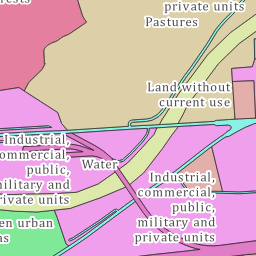 private units
Pastures
Land without
current use
Industrial,
commercial,
public,
military and
private units
Water
Industrial,
commercial,
public,
military and
private units